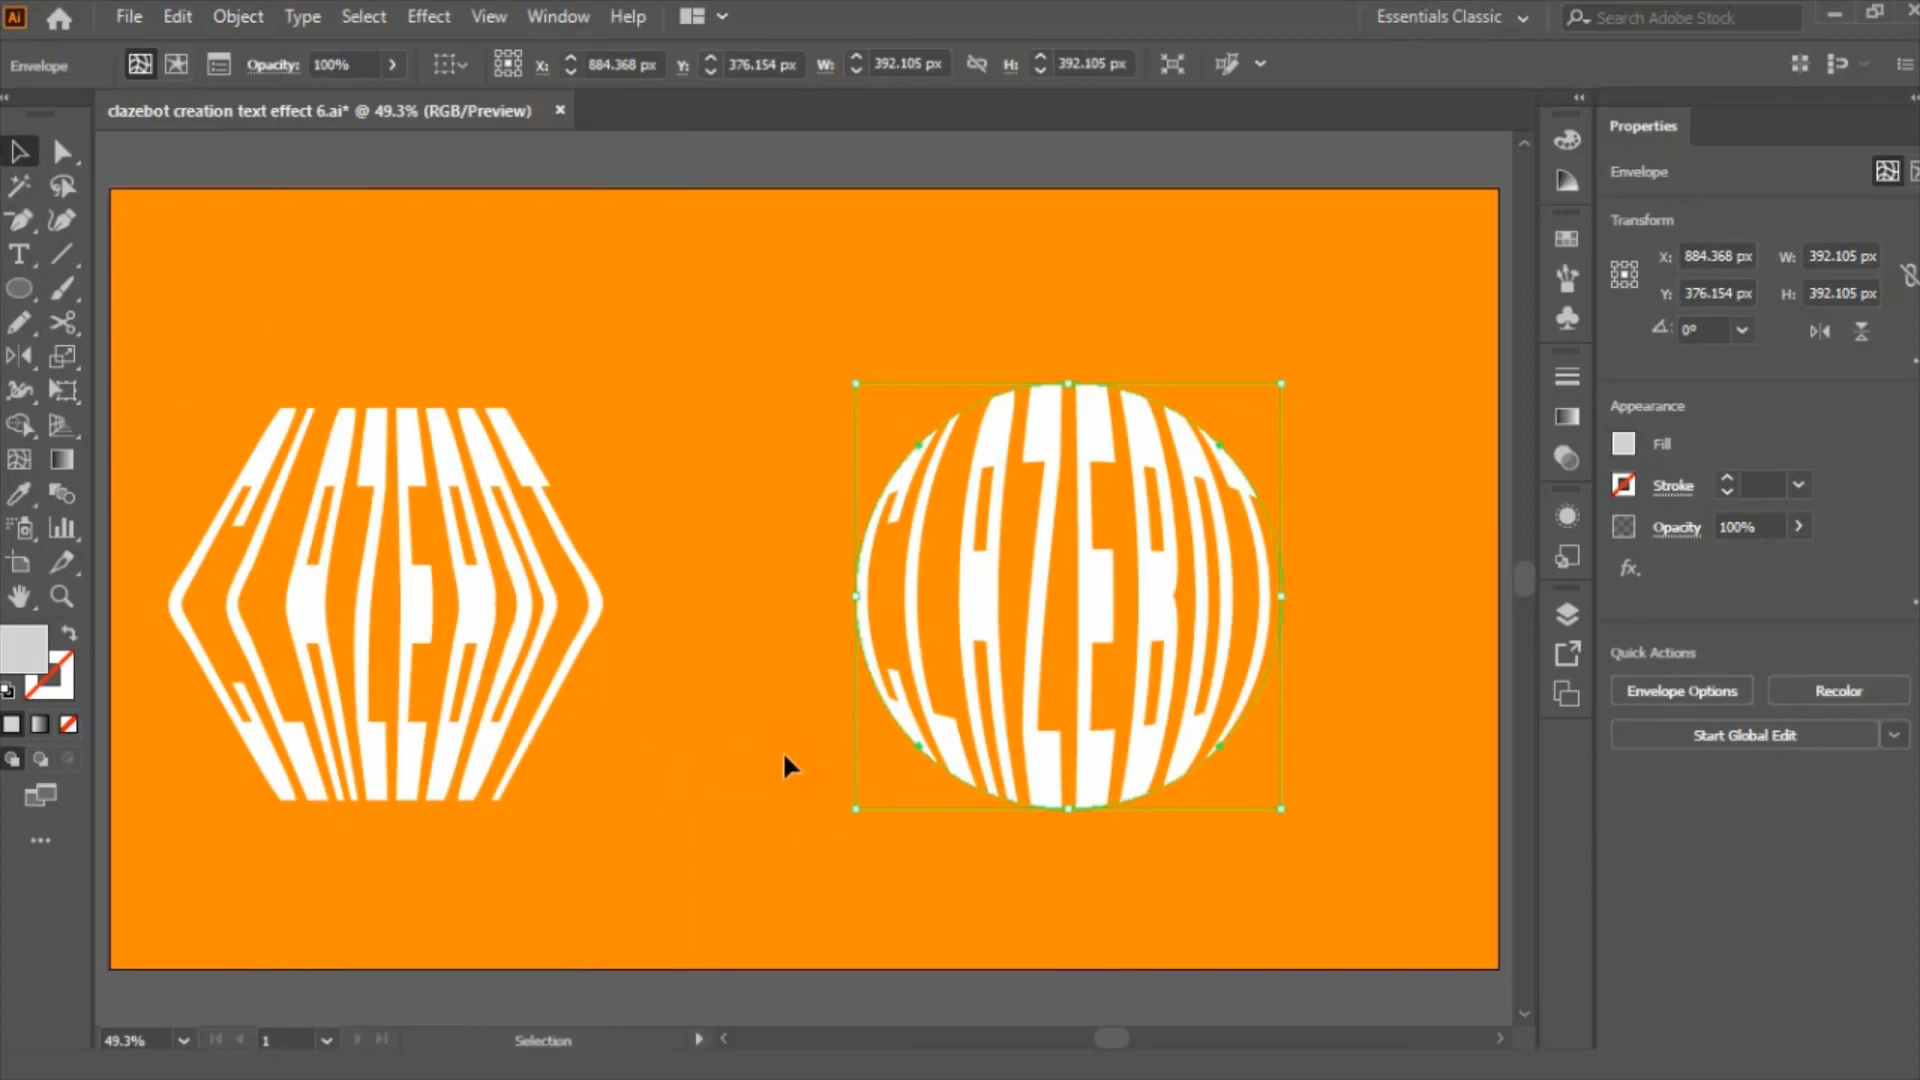 Ai File Edit Object Type Select Effect View Window Help Essentials Classic Search Adobe Stock
Envelope Opacity: 100% X: 884.368 px Y: 376.154 px W: 392.105 px H: 392.105 px
clazebot creation text effect 6.ai* @ 49.3% (RGB/Preview)
Properties
Envelope
Transform
X: 884.368 px W: 392.105 px
Y: 376.154 px H: 392.105 px
0°
Appearance
Fill
Stroke
Opacity 100%
fx.
Quick Actions
Envelope Options Recolor
Start Global Edit
CLAZEBOT CLAZEBOT
49.3% 1 Selection